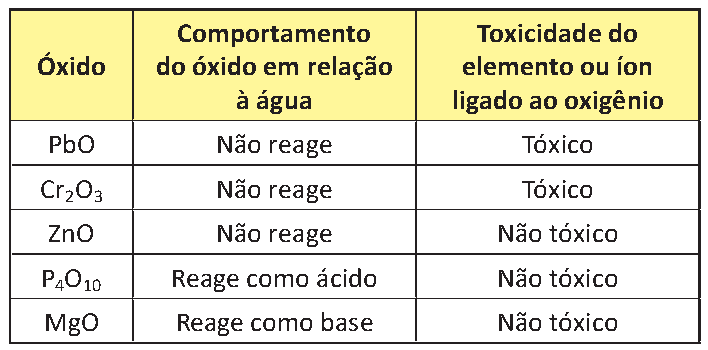 Óxido Comportamento do óxido em relação à água Toxicidade do elemento ou íon ligado ao oxigênio
PbO Não reage Tóxico
Cr₂O₃ Não reage Tóxico
ZnO Não reage Não tóxico
P₄O₁₀ Reage como ácido Não tóxico
MgO Reage como base Não tóxico